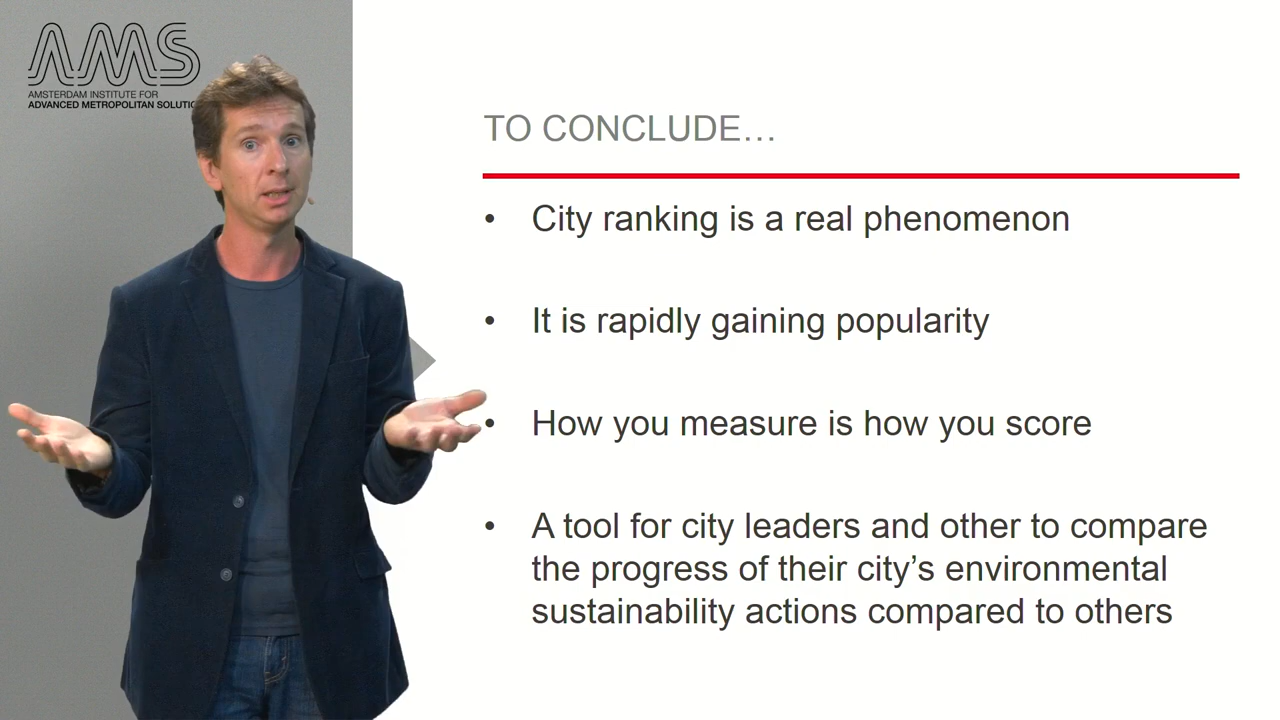 AMS
AMSTERDAM INSTITUTE FOR
ADVANCED METROPOLITAN
TO CONCLUDE…
• City ranking is a real phenomenon
• It is rapidly gaining popularity
• How you measure is how you score
• A tool for city leaders and other to compare
the progress of their city’s environmental
sustainability actions compared to others